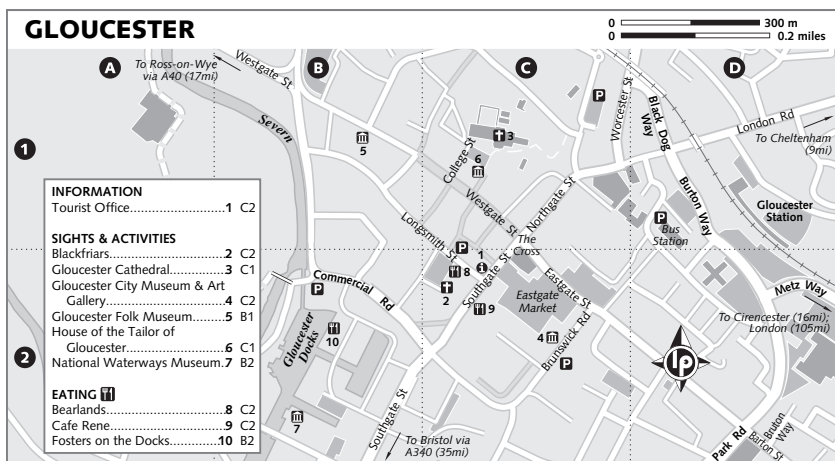 GLOUCESTER
0 300 m
0 0.2 miles
A
B
C
D
To Ross-on-Wye
via A40 (17mi)
Westgate St
Severn
1
5
College St
3
6
Worcester St
Black Dog
Way
London Rd
To Cheltenham
(9mi)
P
Northgate St
Westgate St
Longsmith St
Burton Way
Gloucester
Station
P
Bus
Station
The
Cross
P
1
8
2
Southgate St
9
Eastgate
Market
Eastgate St
4
Brunswick Rd
P
Metz Way
To Cirencester (16mi);
London (105mi)
lp
Commercial Rd
P
Gloucester
Docks
10
7
Southgate St
To Bristol via
A340 (35mi)
Park Rd
Barton St
Bruton
Way
2
INFORMATION
Tourist Office..............................1 C2
SIGHTS & ACTIVITIES
Blackfriars..................................2 C2
Gloucester Cathedral................3 C1
Gloucester City Museum & Art
Gallery.....................................4 C2
Gloucester Folk Museum.........5 B1
House of the Tailor of
Gloucester...............................6 C1
National Waterways Museum.7 B2
EATING
Bearlands....................................8 C2
Cafe Rene...................................9 C2
Fosters on the Docks..............10 B2